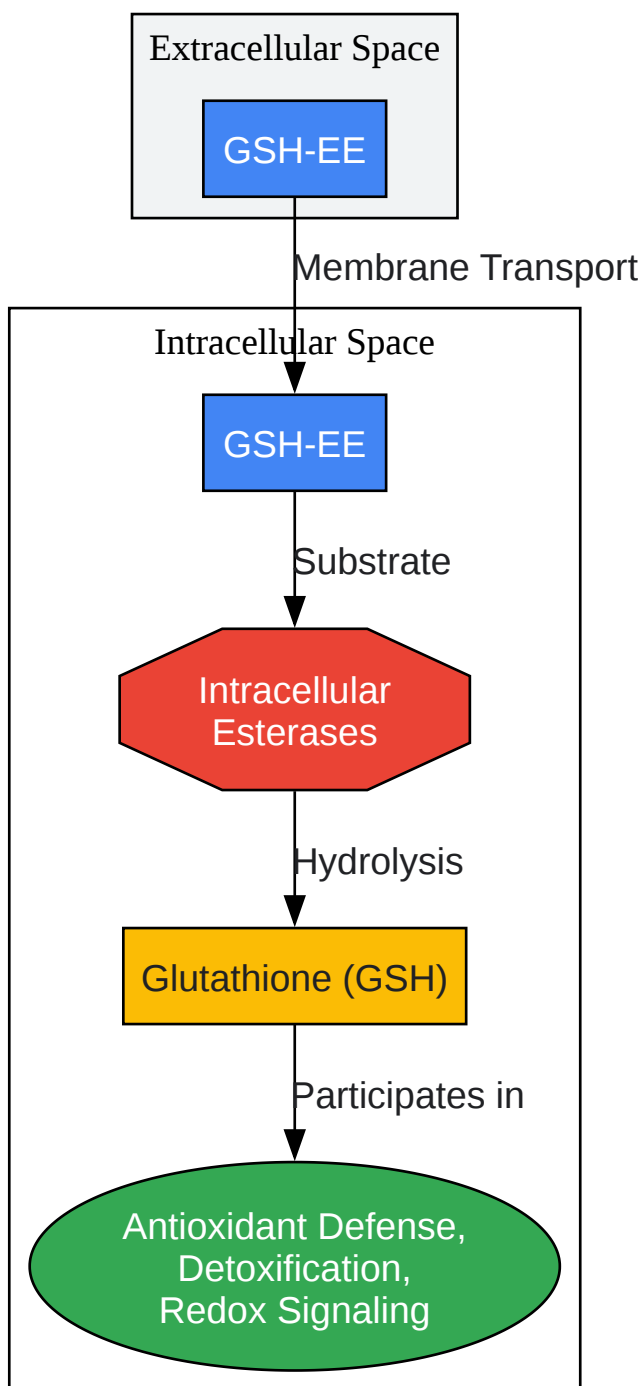 Extracellular Space
GSH-EE
Membrane Transport
Intracellular Space
GSH-EE
Substrate
Intracellular
Esterases
Hydrolysis
Glutathione (GSH)
Participates in
Antioxidant Defense,
Detoxification,
Redox Signaling